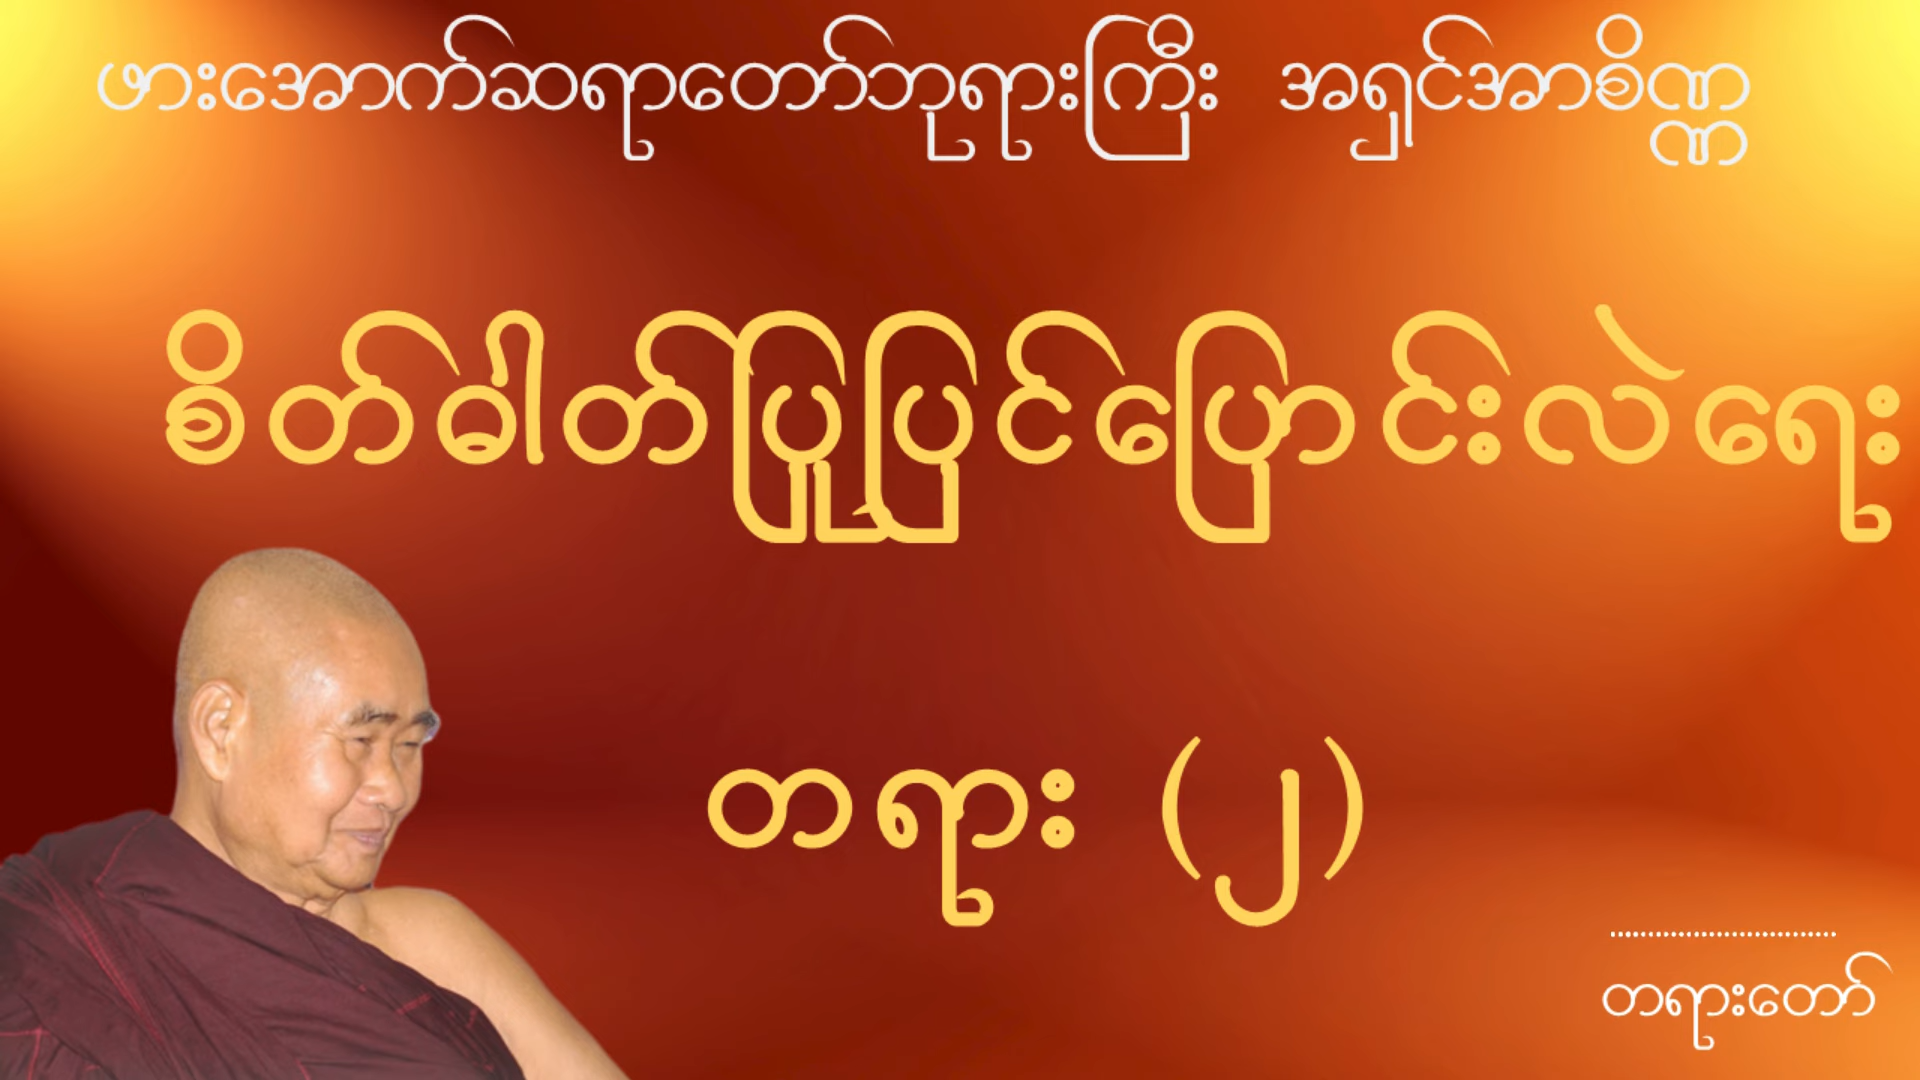 ဖားအောက်ဆရာတော်ဘုရားကြီး အရှင်အာစိဏ္ဏ
စိတ်ဓါတ်ပြုပြင်ပြောင်းလဲရေး
တရား (၂)
တရားတော်